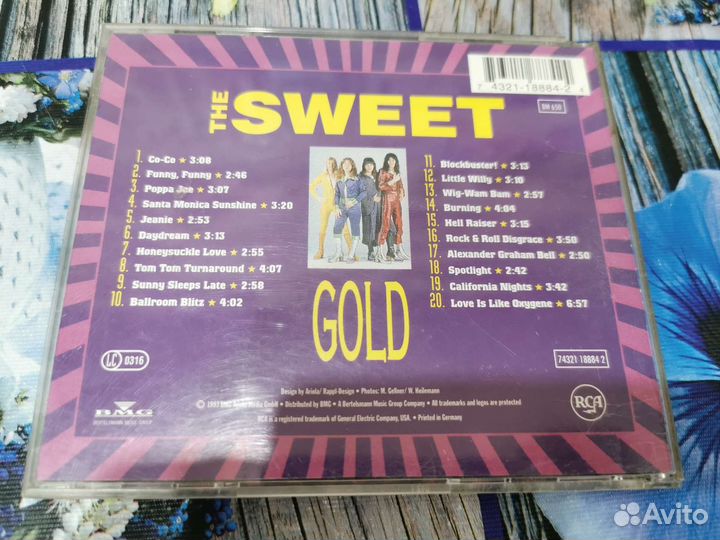 7 4321-18884-2 4
THE SWEET
BM 650
1. Co-Co ★ 3:08
2. Funny, Funny ★ 2:46
3. Poppa Joe ★ 3:07
4. Santa Monica Sunshine ★ 3:20
5. Jeanie ★ 2:53
6. Daydream ★ 3:13
7. Honeysuckle Love ★ 2:55
8. Tom Tom Turnaround ★ 4:07
9. Sunny Sleeps Late ★ 2:58
10. Ballroom Blitz ★ 4:02
11. Blockbuster! ★ 3:13
12. Little Willy ★ 3:10
13. Wig-Wam Bam ★ 2:57
14. Burning ★ 4:04
15. Hell Raiser ★ 3:15
16. Rock & Roll Disgrace ★ 3:50
17. Alexander Graham Bell ★ 2:50
18. Spotlight ★ 2:42
19. California Nights ★ 3:42
20. Love Is Like Oxygene ★ 6:57
GOLD
LC 0316
74321 18884 2
BMG
BERTELSMANN MUSIC GROUP
Design by Ariola/ Rappl-Design • Photos: M. Gellner/ W. Heilemann
© 1993 BMG Ariola Media GmbH • Distributed by BMG • A Bertelsmann Music Group Company • All trademarks and logos are protected
RCA is a registered trademark of General Electric Company, USA. • Printed in Germany
RCA
Avito